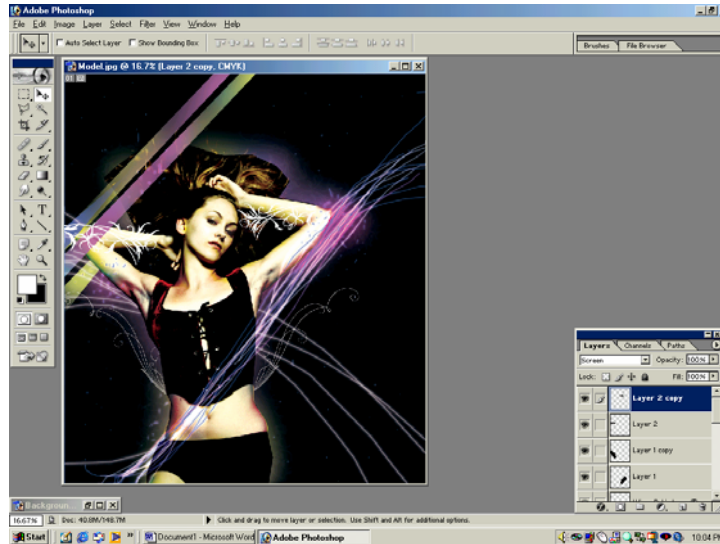 Adobe Photoshop
File Edit Image Layer Select Filter View Window Help
Auto Select Layer Show Bounding Box
Brushes File Browser
Model.jpg @ 16.7% (Layer 2 copy, CMYK)
01
Layers Channels Paths
Screen Opacity: 100%
Lock: Fill: 100%
Layer 2 copy
Layer 2
Layer 1 copy
Layer 1
Backgroun...
16.67% Doc: 40.8M/148.7M Click and drag to move layer or selection. Use Shift and Alt for additional options.
Start Document1 - Microsoft Word Adobe Photoshop 10:04 PM